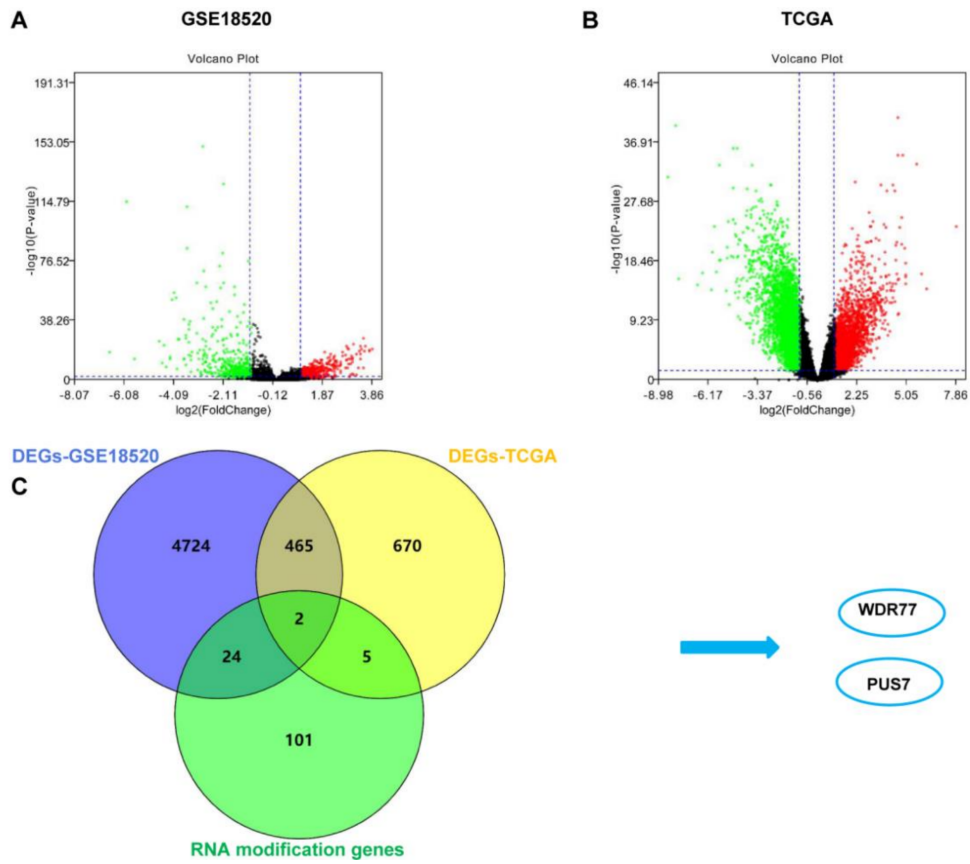 A
GSE18520
Volcano Plot
191.31
153.05
114.79
76.52
38.26
0
-log10(P-value)
-8.07 -6.08 -4.09 -2.11 -0.12 1.87 3.86
log2(FoldChange)
B
TCGA
Volcano Plot
46.14
36.91
27.68
18.46
9.23
0
-log10(P-value)
-8.98 -6.17 -3.37 -0.56 2.25 5.05 7.86
log2(FoldChange)
C
DEGs-GSE18520
DEGs-TCGA
4724
465
670
2
24
5
101
RNA modification genes
WDR77
PUS7